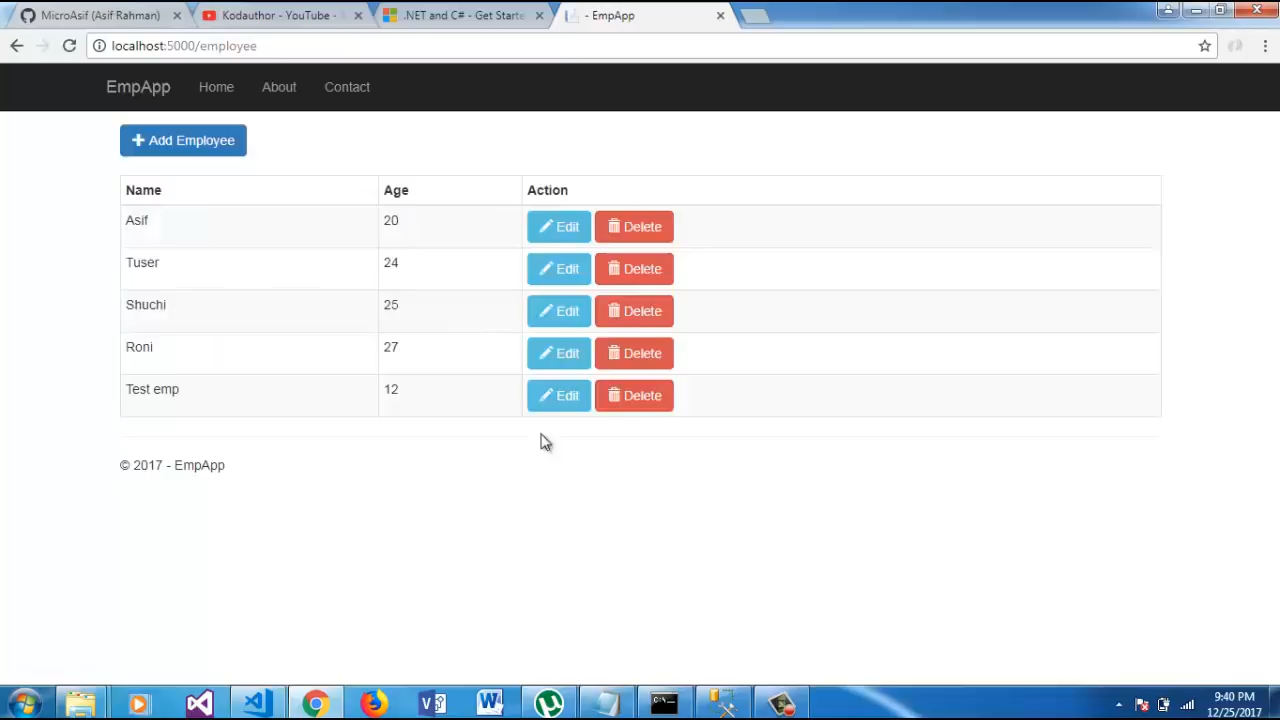 MicroAsif (Asif Rahman)
Kodauthor - YouTube -
.NET and C# - Get Starte
- EmpApp
localhost:5000/employee
EmpApp Home About Contact
Add Employee
Name Age Action
Asif 20 Edit Delete
Tuser 24 Edit Delete
Shuchi 25 Edit Delete
Roni 27 Edit Delete
Test emp 12 Edit Delete
© 2017 - EmpApp
9:40 PM
12/25/2017